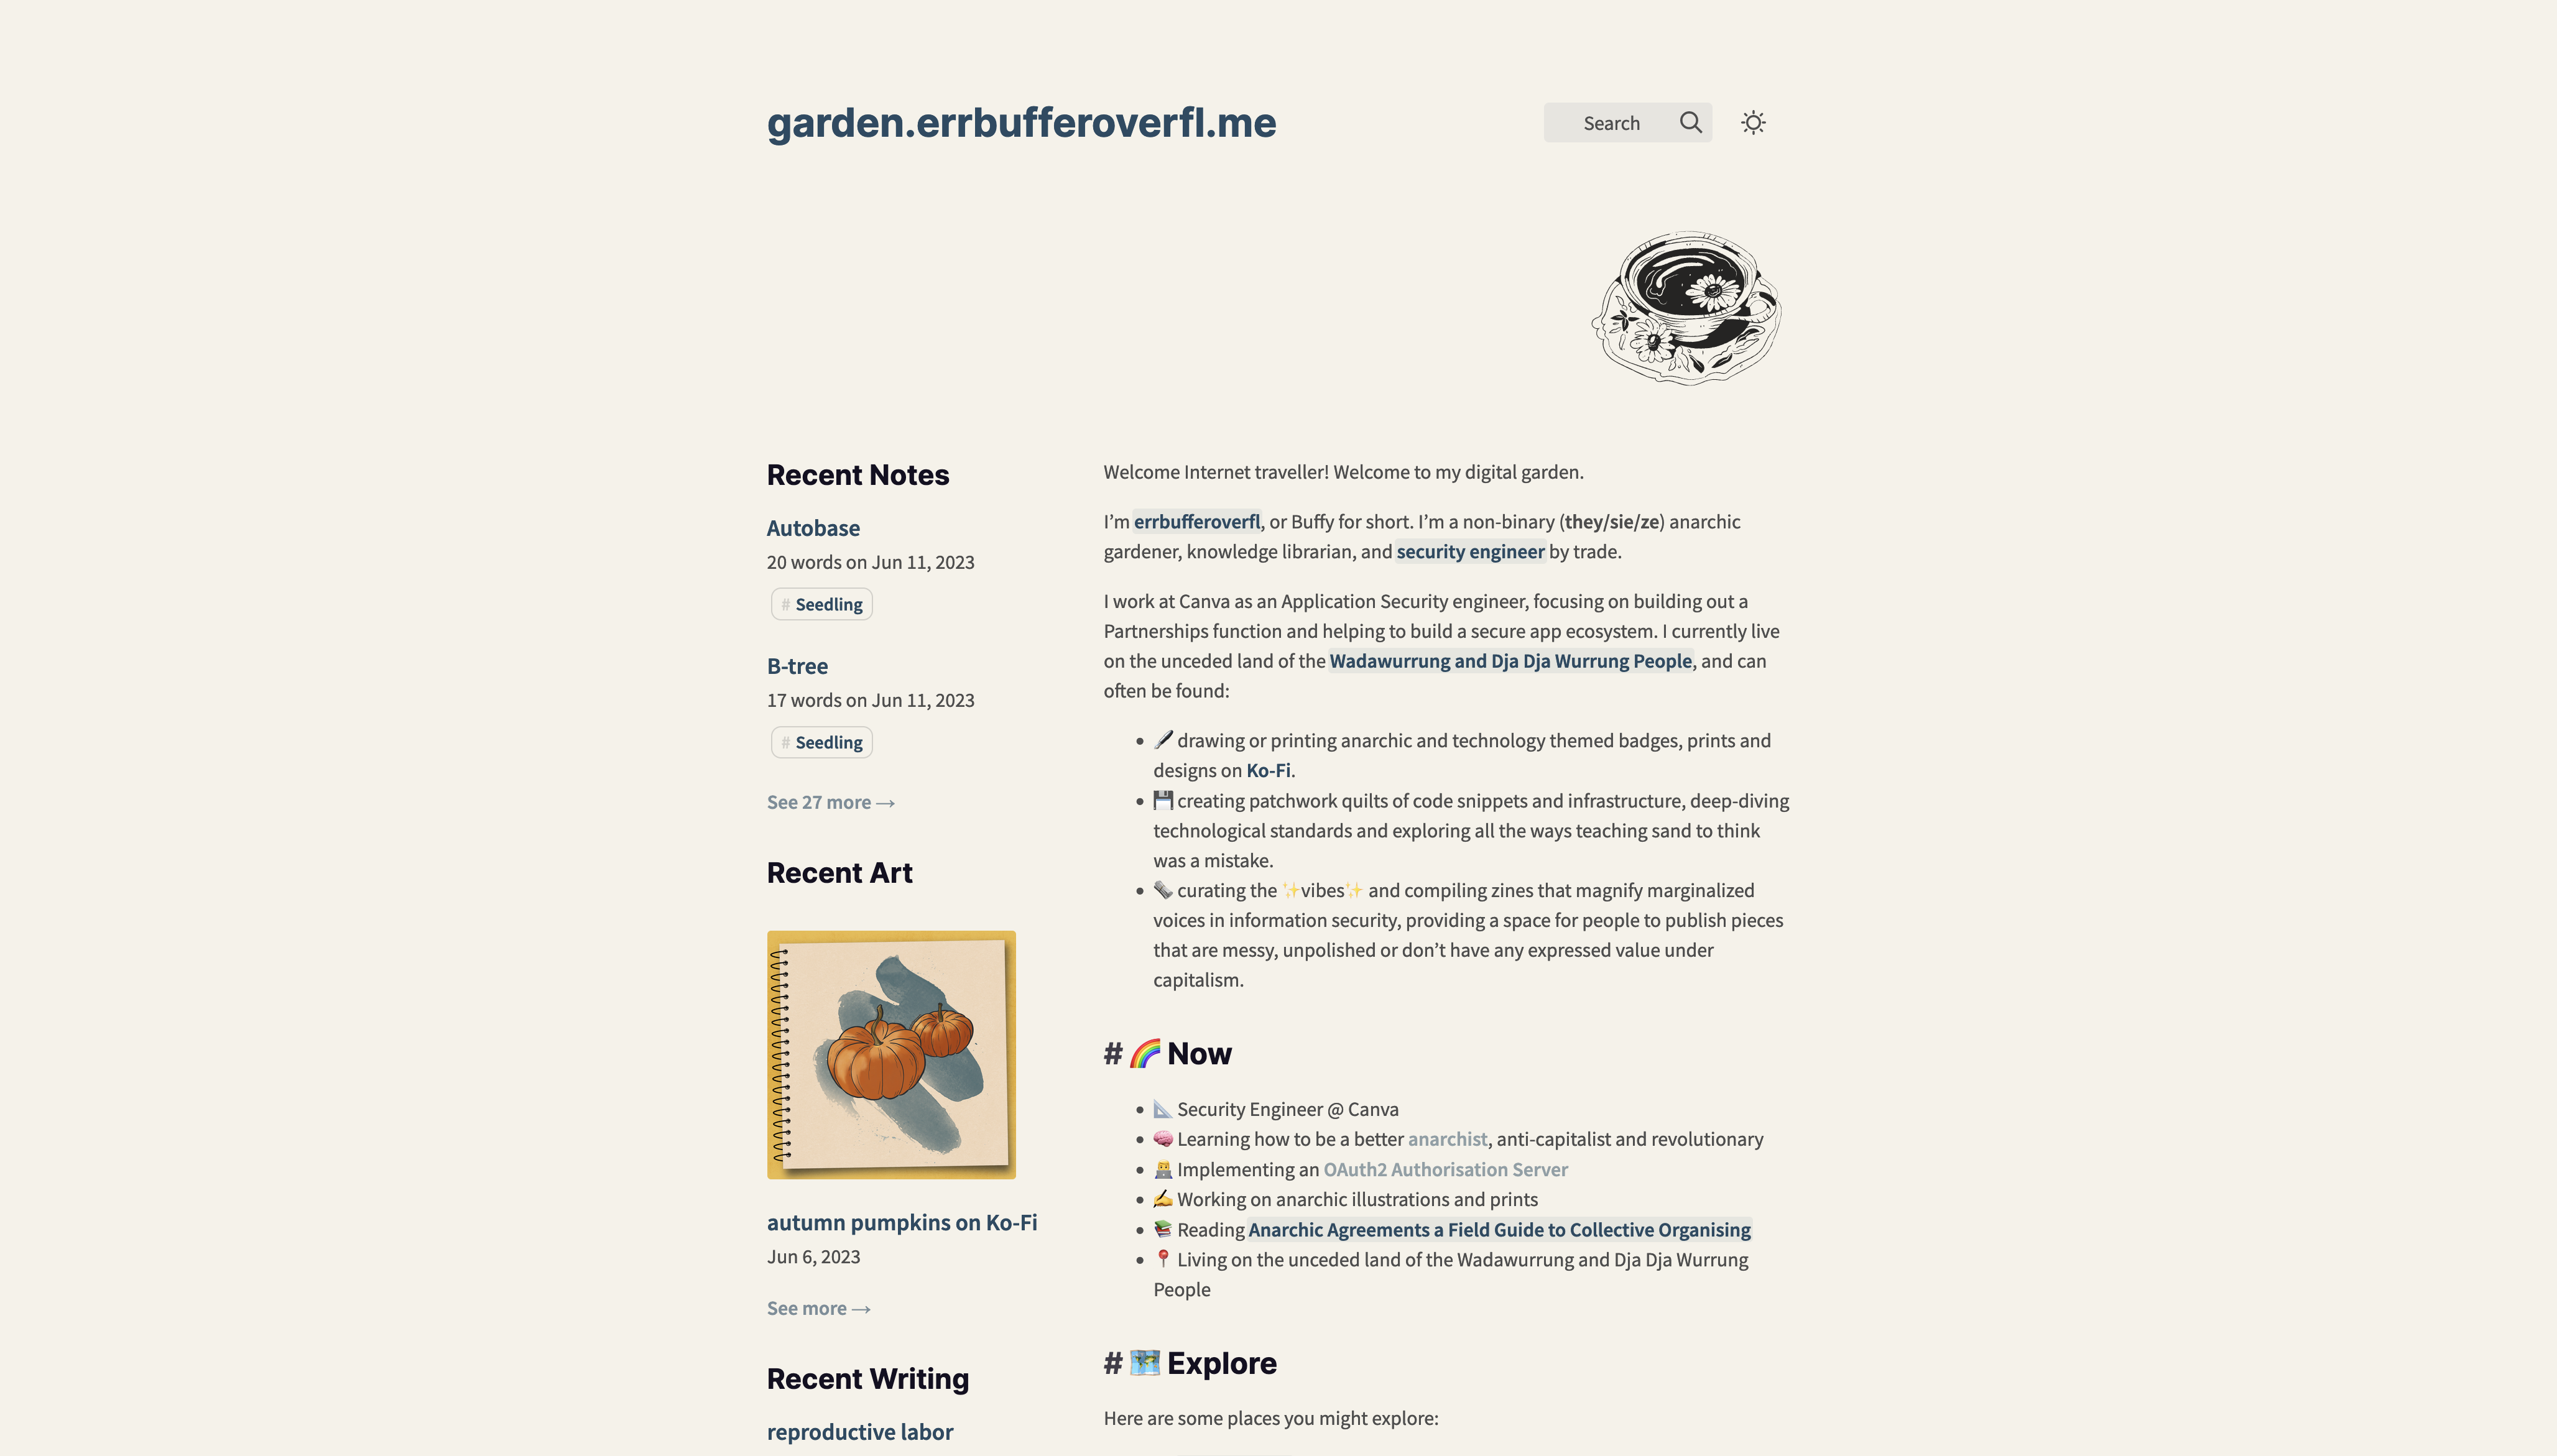 garden.errbufferoverfl.me
Search
Recent Notes
Autobase
20 words on Jun 11, 2023
# Seedling
B-tree
17 words on Jun 11, 2023
# Seedling
See 27 more →
Recent Art
autumn pumpkins on Ko-Fi
Jun 6, 2023
See more →
Recent Writing
reproductive labor
Welcome Internet traveller! Welcome to my digital garden.
I’m errbufferoverfl, or Buffy for short. I’m a non-binary (they/sie/ze) anarchic
gardener, knowledge librarian, and security engineer by trade.
I work at Canva as an Application Security engineer, focusing on building out a
Partnerships function and helping to build a secure app ecosystem. I currently live
on the unceded land of the Wadawurrung and Dja Dja Wurrung People, and can
often be found:
• 🖋️ drawing or printing anarchic and technology themed badges, prints and
designs on Ko-Fi.
• 💾 creating patchwork quilts of code snippets and infrastructure, deep-diving
technological standards and exploring all the ways teaching sand to think
was a mistake.
• 🗞️ curating the ✨vibes✨ and compiling zines that magnify marginalized
voices in information security, providing a space for people to publish pieces
that are messy, unpolished or don’t have any expressed value under
capitalism.
# 🌈 Now
• 📐 Security Engineer @ Canva
• 🧠 Learning how to be a better anarchist, anti-capitalist and revolutionary
• 👩‍💻 Implementing an OAuth2 Authorisation Server
• ✍️ Working on anarchic illustrations and prints
• 📚 Reading Anarchic Agreements a Field Guide to Collective Organising
• 📍 Living on the unceded land of the Wadawurrung and Dja Dja Wurrung
People
# 🗺️ Explore
Here are some places you might explore: